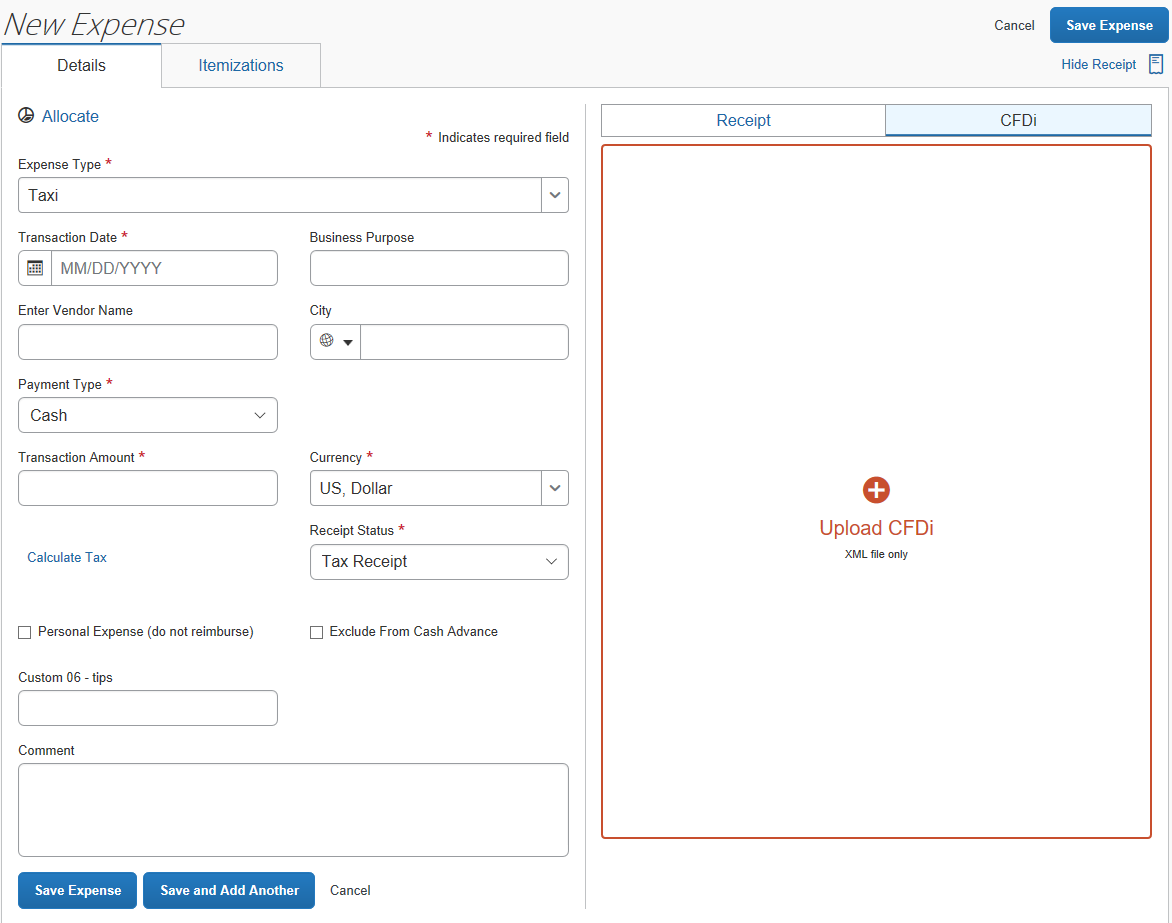 New Expense
Cancel
Save Expense
Details
Itemizations
Hide Receipt
Allocate
* Indicates required field
Expense Type *
Taxi
Transaction Date *
Business Purpose
MM/DD/YYYY
Enter Vendor Name
City
Payment Type *
Cash
Transaction Amount *
Currency *
US, Dollar
Calculate Tax
Receipt Status *
Tax Receipt
Personal Expense (do not reimburse)
Exclude From Cash Advance
Custom 06 - tips
Comment
Save Expense
Save and Add Another
Cancel
Receipt
CFDi
Upload CFDi
XML file only